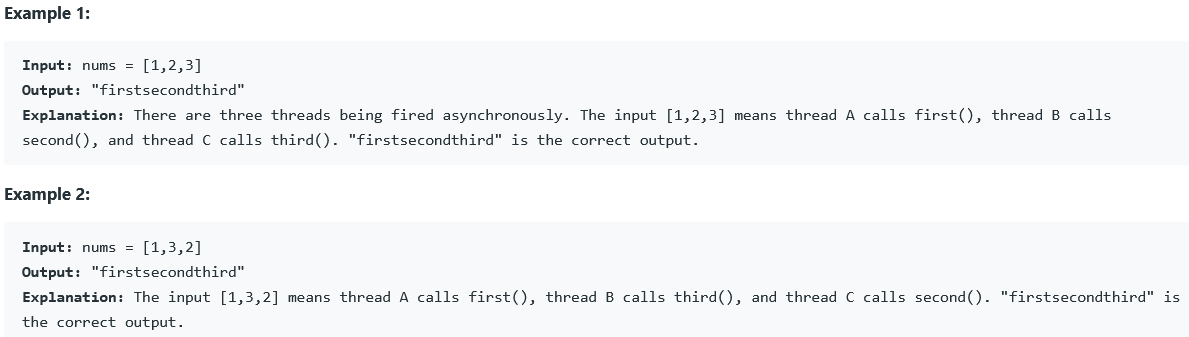 Example 1:
Input: nums = [1,2,3]
Output: "firstsecondthird"
Explanation: There are three threads being fired asynchronously. The input [1,2,3] means thread A calls first(), thread B calls
second(), and thread C calls third(). "firstsecondthird" is the correct output.
Example 2:
Input: nums = [1,3,2]
Output: "firstsecondthird"
Explanation: The input [1,3,2] means thread A calls first(), thread B calls third(), and thread C calls second(). "firstsecondthird" is
the correct output.